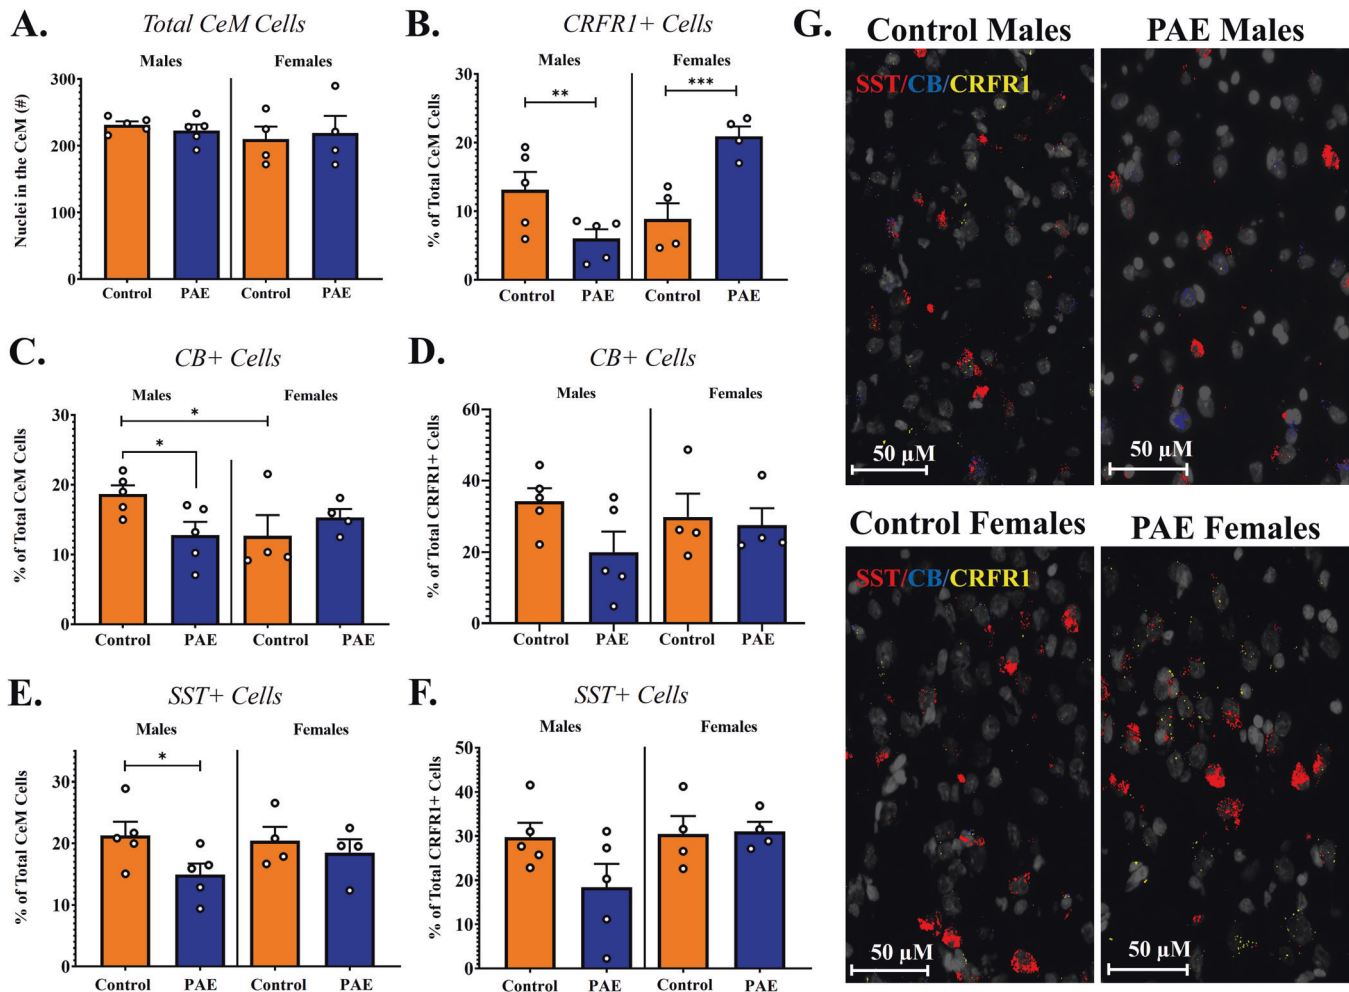 A.
Total CeM Cells
Males
Females
Nuclei in the CeM (#)
300
200
100
0
Control
PAE
Control
PAE
B.
CRFR1+ Cells
Males
Females
% of Total CeM Cells
30
20
10
0
**
***
Control
PAE
Control
PAE
C.
CB+ Cells
Males
Females
% of Total CeM Cells
30
20
10
0
*
*
Control
PAE
Control
PAE
D.
CB+ Cells
Males
Females
% of Total CRFR1+ Cells
60
40
20
0
Control
PAE
Control
PAE
E.
SST+ Cells
Males
Females
% of Total CeM Cells
30
20
10
0
*
Control
PAE
Control
PAE
F.
SST+ Cells
Males
Females
% of Total CRFR1+ Cells
50
40
30
20
10
0
Control
PAE
Control
PAE
G.
Control Males
SST/CB/CRFR1
50 µM
PAE Males
50 µM
Control Females
SST/CB/CRFR1
50 µM
PAE Females
50 µM